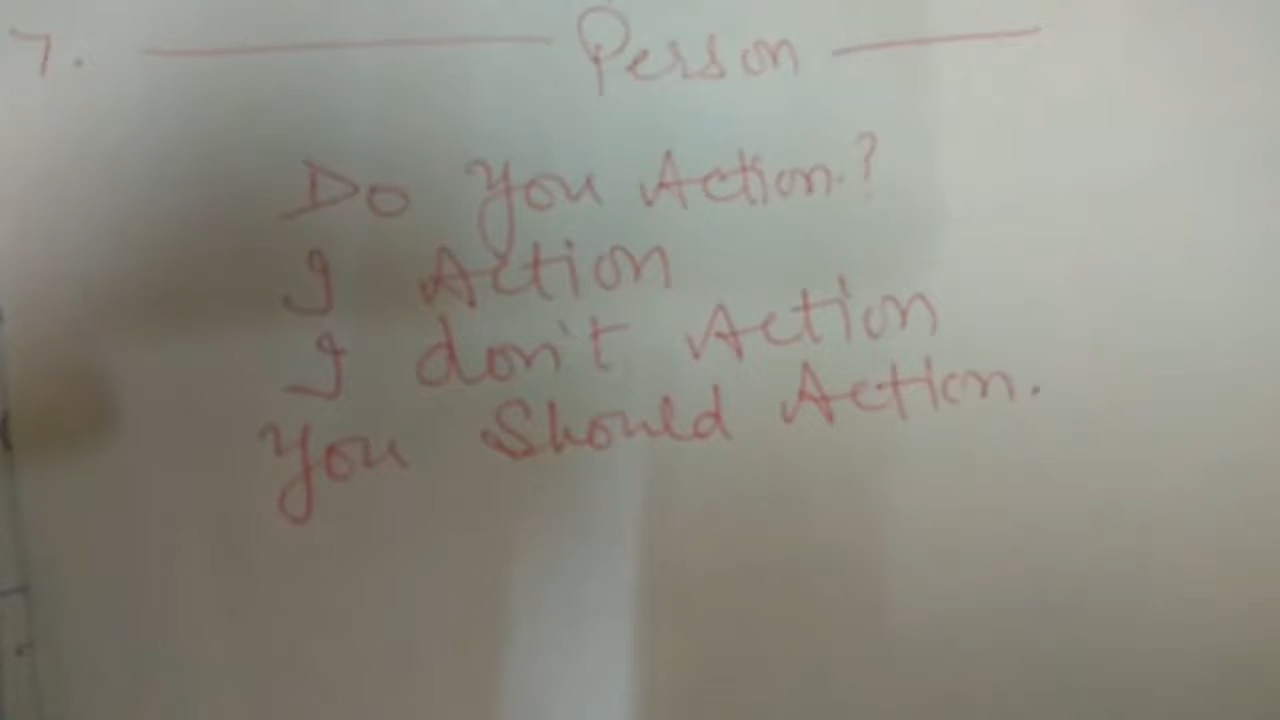 7. ——— Person ———
Do you Action.?
I Action
I don't Action
You Should Action.